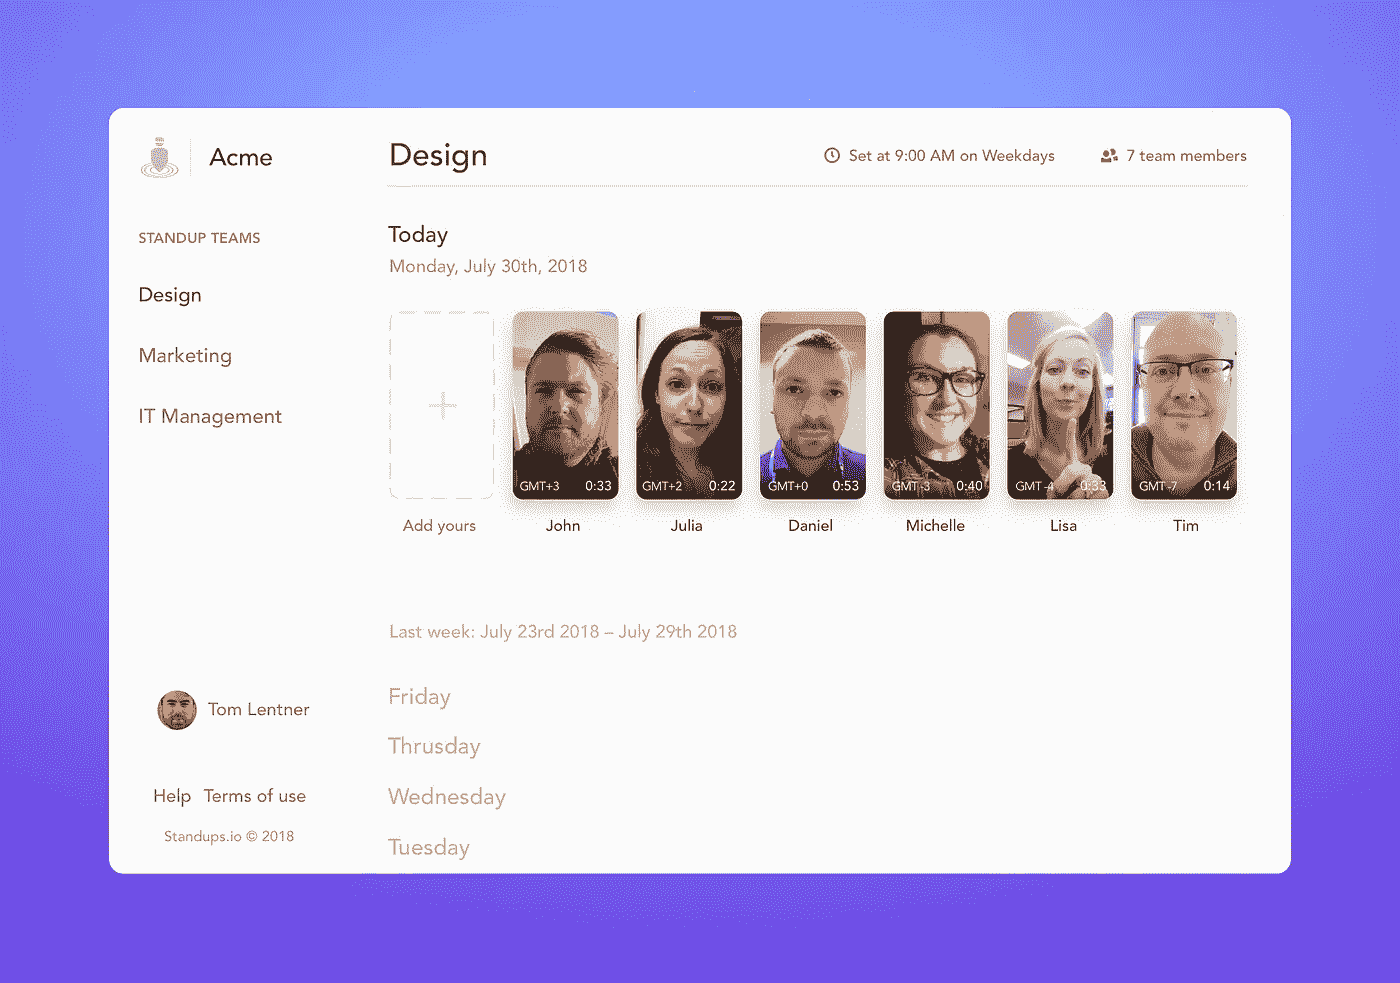 Acme
STANDUP TEAMS
Design
Marketing
IT Management
Tom Lentner
Help Terms of use
Standups.io © 2018
Design
Set at 9:00 AM on Weekdays
7 team members
Today
Monday, July 30th, 2018
Add yours
GMT+3 0:33
John
GMT+2 0:22
Julia
GMT+0 0:53
Daniel
GMT-3 0:40
Michelle
GMT-4 0:33
Lisa
GMT-7 0:14
Tim
Last week: July 23rd 2018 – July 29th 2018
Friday
Thrusday
Wednesday
Tuesday